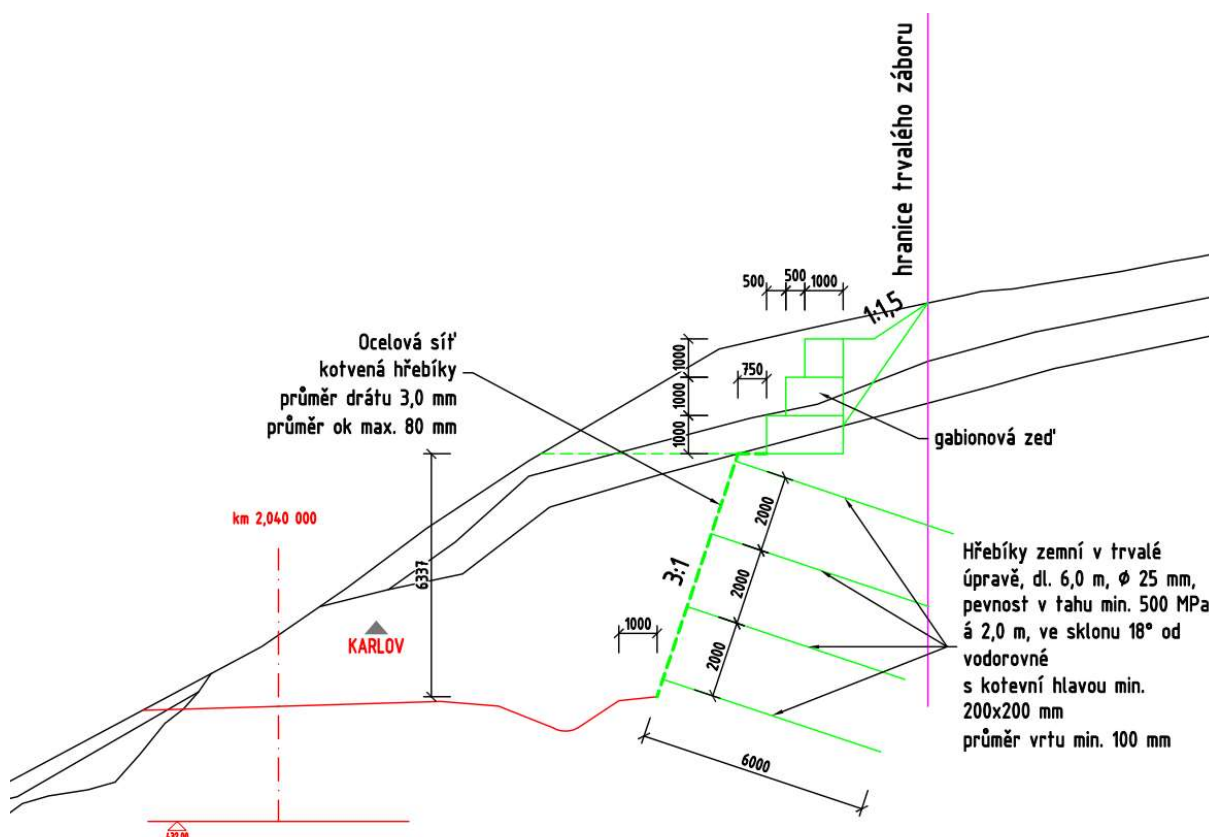 hranice trvalého záboru
500
500
1000
1:1,5
Ocelová síť
kotvená hřebíky
průměr drátu 3,0 mm
průměr ok max. 80 mm
1000
1000
1000
750
gabionová zeď
km 2,040 000
6337
KARLOV
3:1
1000
2000
2000
2000
6000
Hřebíky zemní v trvalé
úpravě, dl. 6,0 m, ϕ 25 mm,
pevnost v tahu min. 500 MPa
á 2,0 m, ve sklonu 18° od
vodorovné
s kotevní hlavou min.
200x200 mm
průměr vrtu min. 100 mm